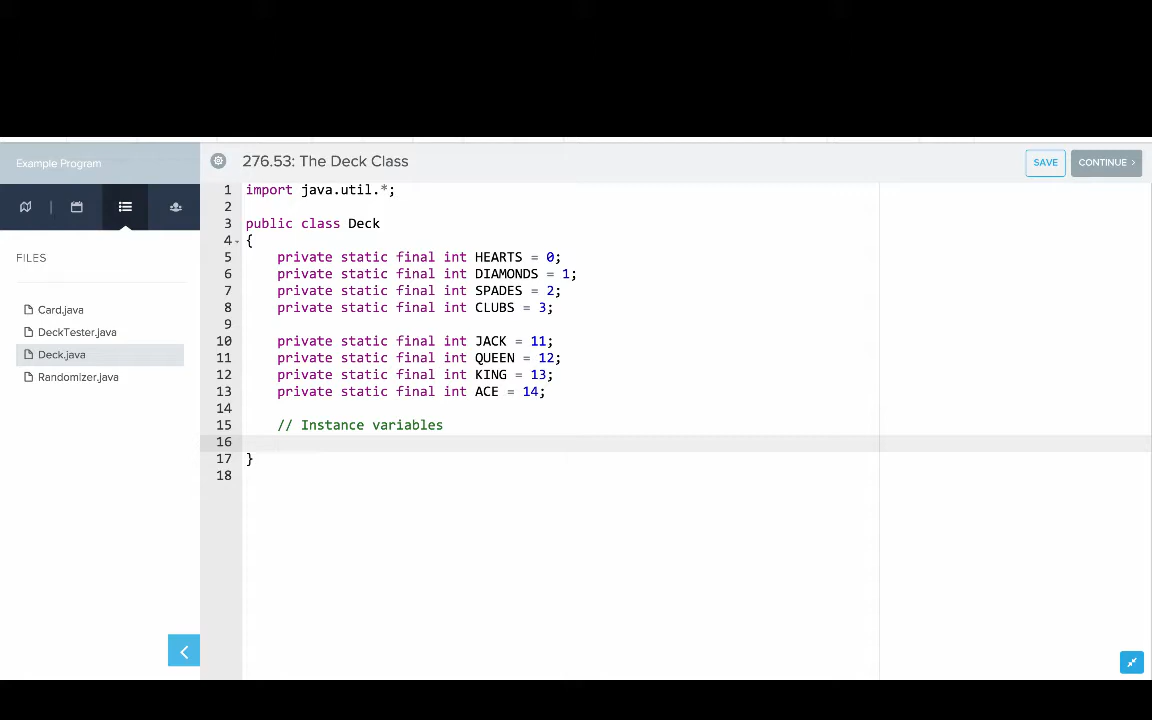 Example Program
276.53: The Deck Class
SAVE
CONTINUE >
FILES
Card.java
DeckTester.java
Deck.java
Randomizer.java
1 import java.util.*;
2
3 public class Deck
4 {
5 private static final int HEARTS = 0;
6 private static final int DIAMONDS = 1;
7 private static final int SPADES = 2;
8 private static final int CLUBS = 3;
9
10 private static final int JACK = 11;
11 private static final int QUEEN = 12;
12 private static final int KING = 13;
13 private static final int ACE = 14;
14
15 // Instance variables
16
17 }
18